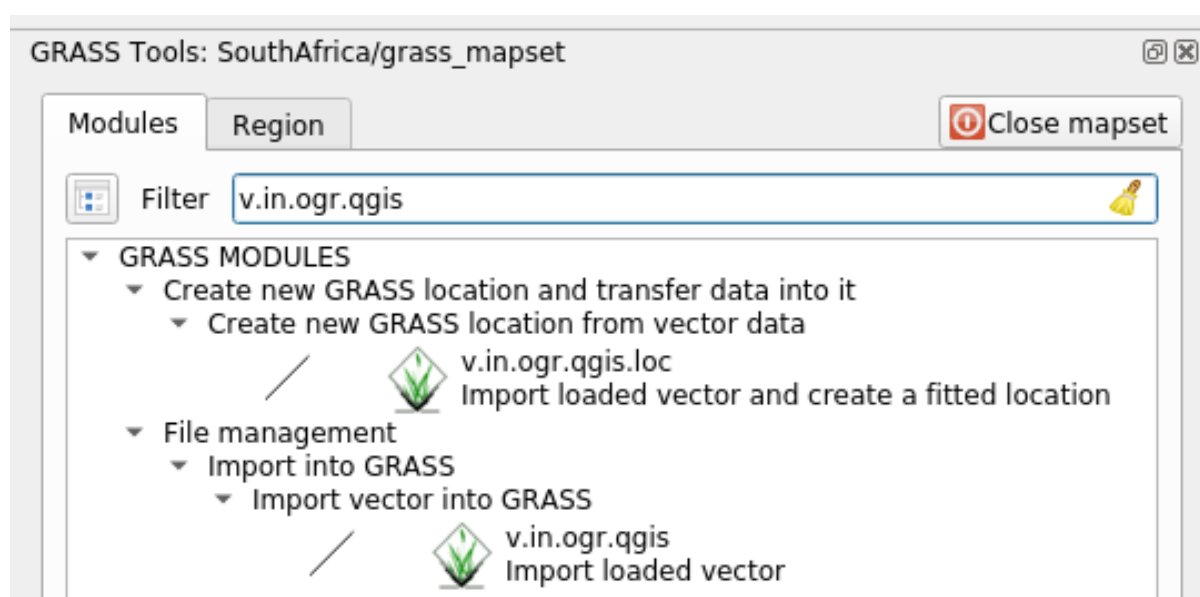 GRASS Tools: SouthAfrica/grass_mapset
Modules
Region
Close mapset
Filter
v.in.ogr.qgis
GRASS MODULES
Create new GRASS location and transfer data into it
Create new GRASS location from vector data
v.in.ogr.qgis.loc
Import loaded vector and create a fitted location
File management
Import into GRASS
Import vector into GRASS
v.in.ogr.qgis
Import loaded vector